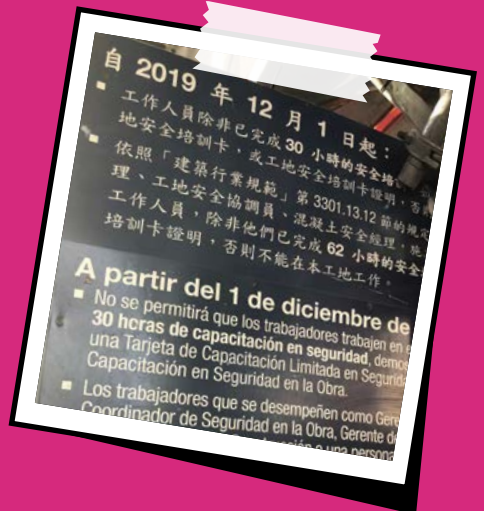 自 2019 年 12 月 1 日起：
▪ 工作人員除非已完成 30 小時的安全培
地安全培訓卡，或工地安全培訓卡證明，否
▪ 依照「建築行業規範」第 3301.13.12 節的規定
理、工地安全協調員、混凝土安全經理、施
工作人員，除非他們已完成 62 小時的安全
培訓卡證明，否則不能在本工地工作。
A partir del 1 de diciembre de
▪ No se permitirá que los trabajadores trabajen en e
30 horas de capacitación en seguridad, demo
una Tarjeta de Capacitación Limitada en Segurid
Capacitación en Seguridad en la Obra.
▪ Los trabajadores que se desempeñen como Ger
Coordinador de Seguridad en la Obra, Gerente d
o una persona